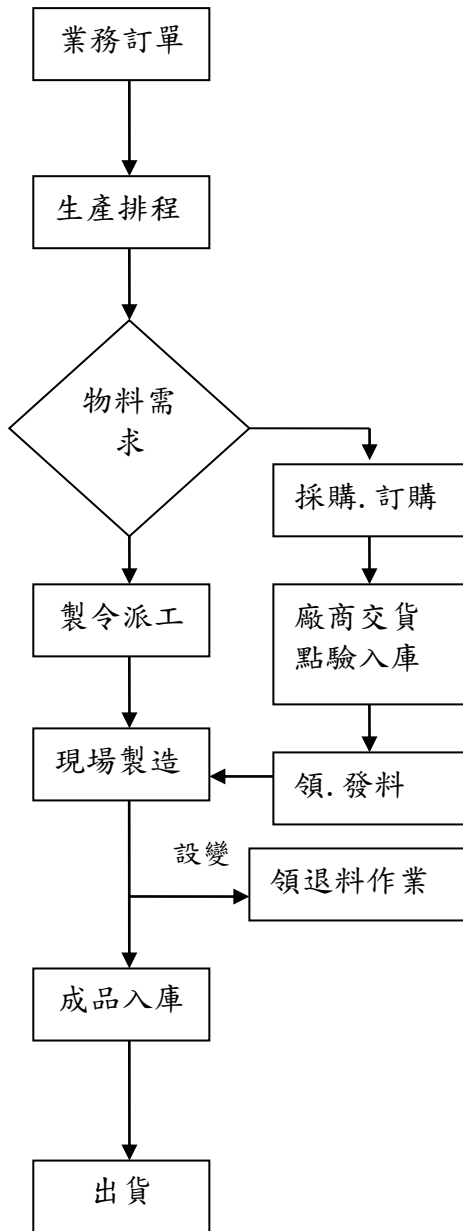 業務訂單
生產排程
物料需
求
採購.訂購
製令派工
廠商交貨
點驗入庫
現場製造
領.發料
設變
領退料作業
成品入庫
出貨